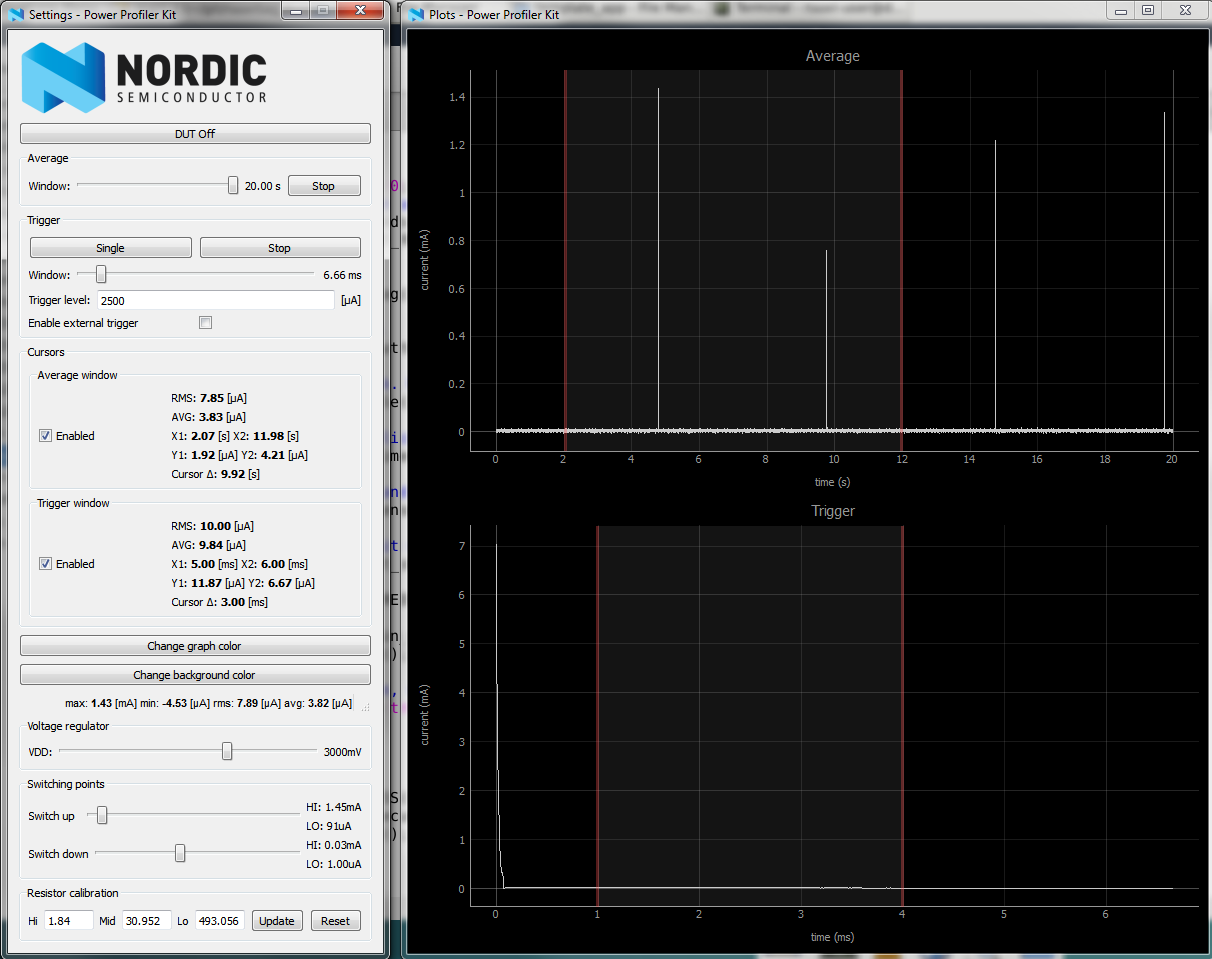 Settings - Power Profiler Kit
NORDIC
SEMICONDUCTOR
DUT Off
Average
Window: 20.00 s Stop
Trigger
Single Stop
Window: 6.66 ms
Trigger level: 2500 [µA]
Enable external trigger
Cursors
Average window
RMS: 7.85 [µA]
AVG: 3.83 [µA]
Enabled X1: 2.07 [s] X2: 11.98 [s]
Y1: 1.92 [µA] Y2: 4.21 [µA]
Cursor Δ: 9.92 [s]
Trigger window
RMS: 10.00 [µA]
AVG: 9.84 [µA]
Enabled X1: 5.00 [ms] X2: 6.00 [ms]
Y1: 11.87 [µA] Y2: 6.67 [µA]
Cursor Δ: 3.00 [ms]
Change graph color
Change background color
max: 1.43 [mA] min: -4.53 [µA] rms: 7.89 [µA] avg: 3.82 [µA]
Voltage regulator
VDD: 3000mV
Switching points
Switch up HI: 1.45mA
LO: 91uA
Switch down HI: 0.03mA
LO: 1.00uA
Resistor calibration
Hi 1.84 Mid 30.952 Lo 493.056 Update Reset
Plots - Power Profiler Kit
Average
1.4
1.2
1
0.8
0.6
0.4
0.2
0
current (mA)
0 2 4 6 8 10 12 14 16 18 20
time (s)
Trigger
7
6
5
4
3
2
1
0
current (mA)
0 1 2 3 4 5 6
time (ms)